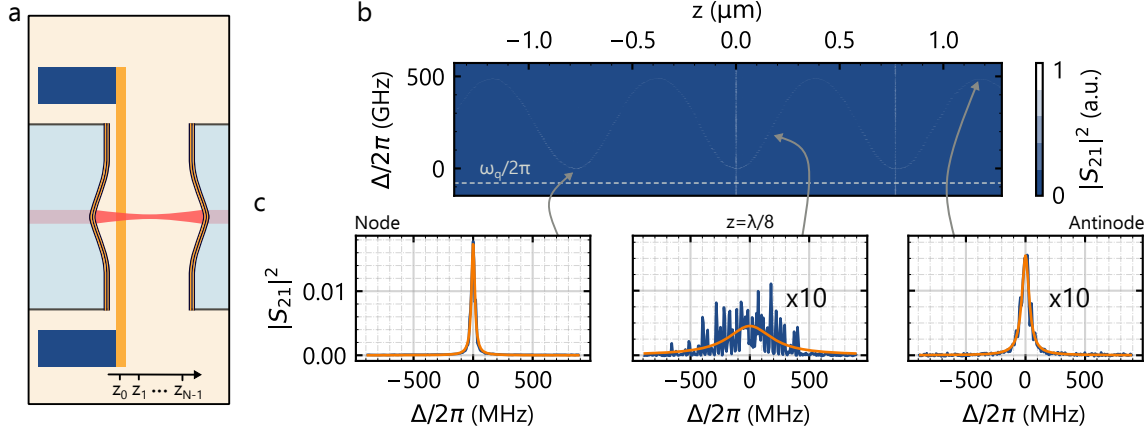 a
z₀ z₁ ••• z_N-1
b
z (μm)
−1.0 −0.5 0.0 0.5 1.0
Δ/2π (GHz)
500
0
ω_q/2π
1
0
|S₂₁|² (a.u.)
c
Node
z=λ/8
Antinode
|S₂₁|²
0.01
0.00
x10
x10
−500 0 500
−500 0 500
−500 0 500
Δ/2π (MHz)
Δ/2π (MHz)
Δ/2π (MHz)